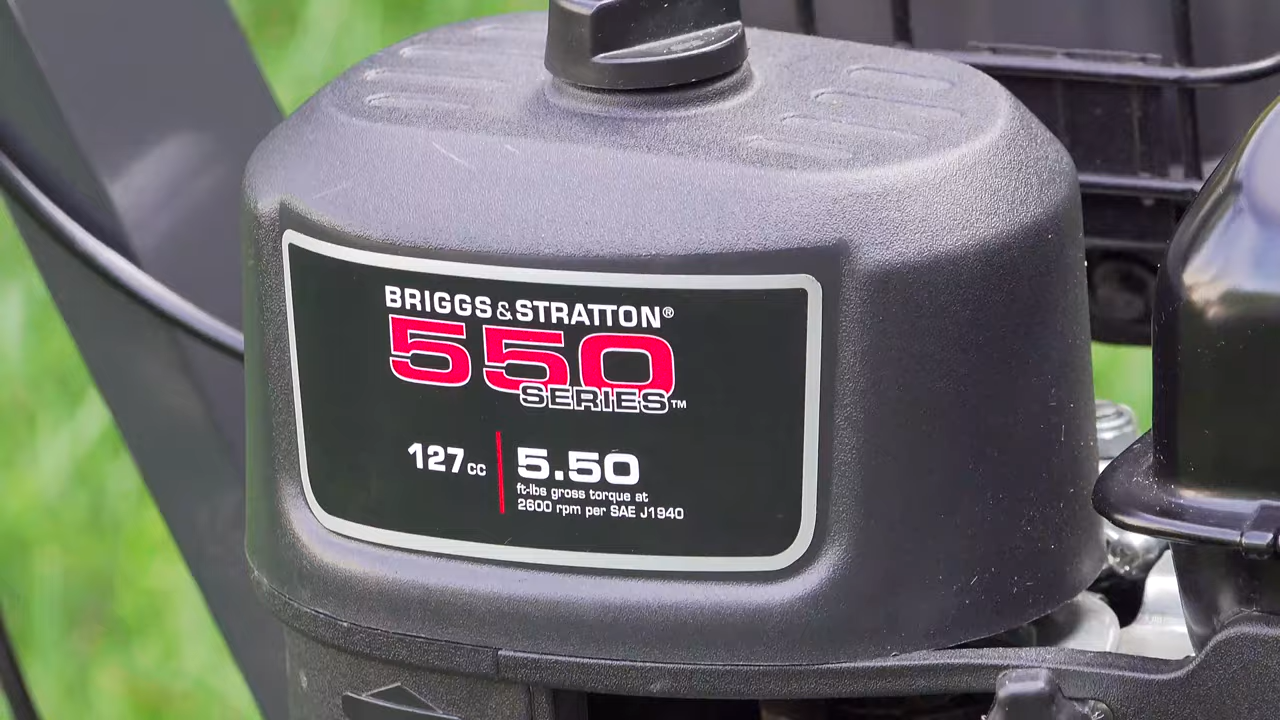 BRIGGS & STRATTON®
550
SERIES™
127cc
5.50
ft-lbs gross torque at
2600 rpm per SAE J1940